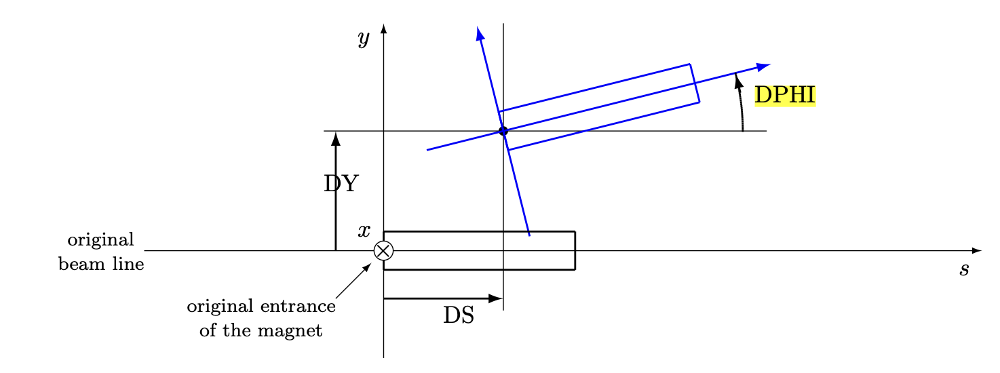 y
DPHI
DY
x
original
beam line
s
original entrance
of the magnet
DS